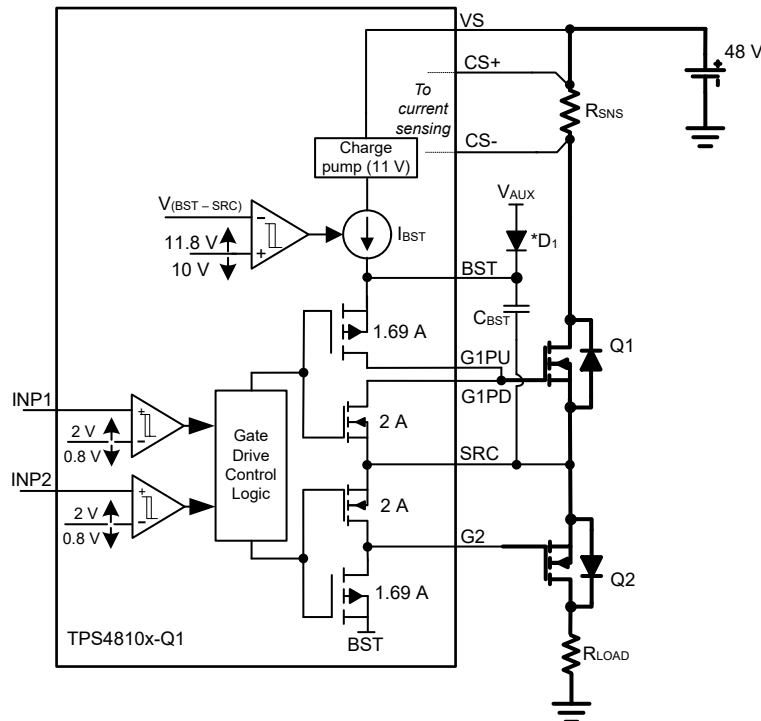 VS
48 V
CS+
To
current
sensing
RSNS
CS-
Charge
pump (11 V)
VAUX
V(BST – SRC)
11.8 V
10 V
IBST
*D1
BST
CBST
1.69 A
G1PU
Q1
G1PD
INP1
2 V
0.8 V
2 A
Gate
Drive
Control
Logic
SRC
INP2
2 V
0.8 V
2 A
G2
Q2
1.69 A
TPS4810x-Q1
BST
RLOAD